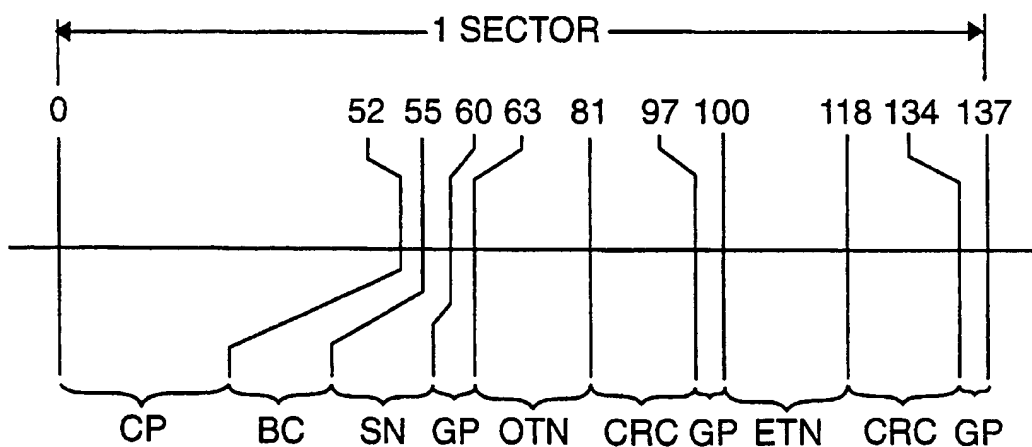 1 SECTOR
0 52 55 60 63 81 97 100 118 134 137
CP BC SN GP OTN CRC GP ETN CRC GP